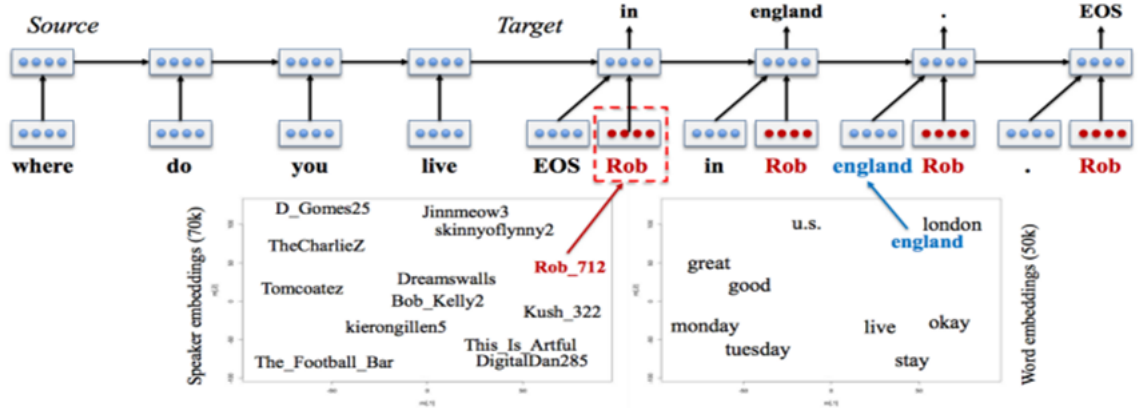 in england . EOS
Source Target
where do you live EOS Rob in Rob england Rob . Rob
D_Gomes25
Jinnmeow3
skinnyoflynny2
TheCharlieZ
Rob_712
Dreamswalls
Tomcoatez
Bob_Kelly2
Kush_322
kierongillen5
This_Is_Artful
The_Football_Bar
DigitalDan285
Speaker embeddings (70k)
u.s.
london
england
great
good
monday
live
okay
tuesday
stay
Word embeddings (50k)